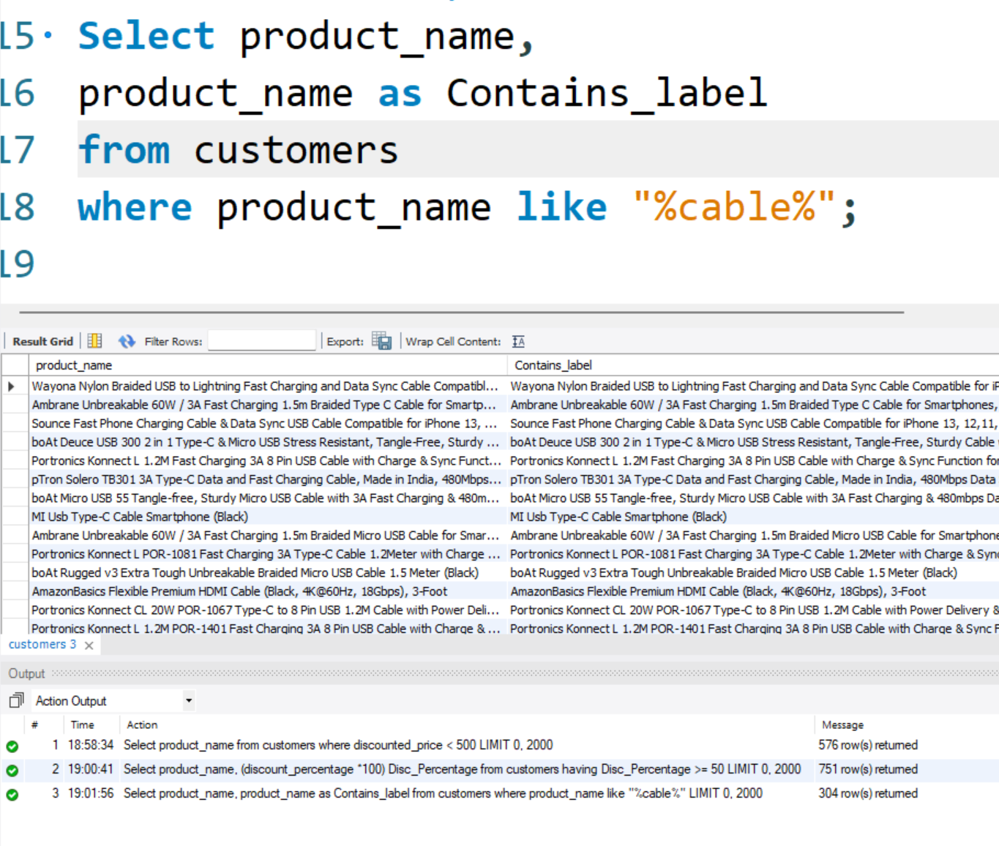 15 Select product_name,
16 product_name as Contains_label
17 from customers
18 where product_name like "%cable%";
19
Result Grid Filter Rows: Export: Wrap Cell Content:
product_name Contains_label
Wayona Nylon Braided USB to Lightning Fast Charging and Data Sync Cable Compatibl... Wayona Nylon Braided USB to Lightning Fast Charging and Data Sync Cable Compatible for iP
Ambrane Unbreakable 60W / 3A Fast Charging 1.5m Braided Type C Cable for Smartp... Ambrane Unbreakable 60W / 3A Fast Charging 1.5m Braided Type C Cable for Smartphones,
Sounce Fast Phone Charging Cable & Data Sync USB Cable Compatible for iPhone 13, ... Sounce Fast Phone Charging Cable & Data Sync USB Cable Compatible for iPhone 13, 12,11,
boAt Deuce USB 300 2 in 1 Type-C & Micro USB Stress Resistant, Tangle-Free, Sturdy ... boAt Deuce USB 300 2 in 1 Type-C & Micro USB Stress Resistant, Tangle-Free, Sturdy Cable
Portronics Konnect L 1.2M Fast Charging 3A 8 Pin USB Cable with Charge & Sync Funct... Portronics Konnect L 1.2M Fast Charging 3A 8 Pin USB Cable with Charge & Sync Function for
pTron Solero TB301 3A Type-C Data and Fast Charging Cable, Made in India, 480Mbps... pTron Solero TB301 3A Type-C Data and Fast Charging Cable, Made in India, 480Mbps Data
boAt Micro USB 55 Tangle-free, Sturdy Micro USB Cable with 3A Fast Charging & 480m... boAt Micro USB 55 Tangle-free, Sturdy Micro USB Cable with 3A Fast Charging & 480mbps Da
MI Usb Type-C Cable Smartphone (Black) MI Usb Type-C Cable Smartphone (Black)
Ambrane Unbreakable 60W / 3A Fast Charging 1.5m Braided Micro USB Cable for Smar... Ambrane Unbreakable 60W / 3A Fast Charging 1.5m Braided Micro USB Cable for Smartphone
Portronics Konnect L POR-1081 Fast Charging 3A Type-C Cable 1.2Meter with Charge ... Portronics Konnect L POR-1081 Fast Charging 3A Type-C Cable 1.2Meter with Charge & Sync
boAt Rugged v3 Extra Tough Unbreakable Braided Micro USB Cable 1.5 Meter (Black) boAt Rugged v3 Extra Tough Unbreakable Braided Micro USB Cable 1.5 Meter (Black)
AmazonBasics Flexible Premium HDMI Cable (Black, 4K@60Hz, 18Gbps), 3-Foot AmazonBasics Flexible Premium HDMI Cable (Black, 4K@60Hz, 18Gbps), 3-Foot
Portronics Konnect CL 20W POR-1067 Type-C to 8 Pin USB 1.2M Cable with Power Deli... Portronics Konnect CL 20W POR-1067 Type-C to 8 Pin USB 1.2M Cable with Power Delivery &
Portronics Konnect L 1.2M POR-1401 Fast Charging 3A 8 Pin USB Cable with Charge & ... Portronics Konnect L 1.2M POR-1401 Fast Charging 3A 8 Pin USB Cable with Charge & Sync F
customers 3
Output
Action Output
# Time Action Message
1 18:58:34 Select product_name from customers where discounted_price < 500 LIMIT 0, 2000 576 row(s) returned
2 19:00:41 Select product_name, (discount_percentage *100) Disc_Percentage from customers having Disc_Percentage >= 50 LIMIT 0, 2000 751 row(s) returned
3 19:01:56 Select product_name, product_name as Contains_label from customers where product_name like "%cable%" LIMIT 0, 2000 304 row(s) returned